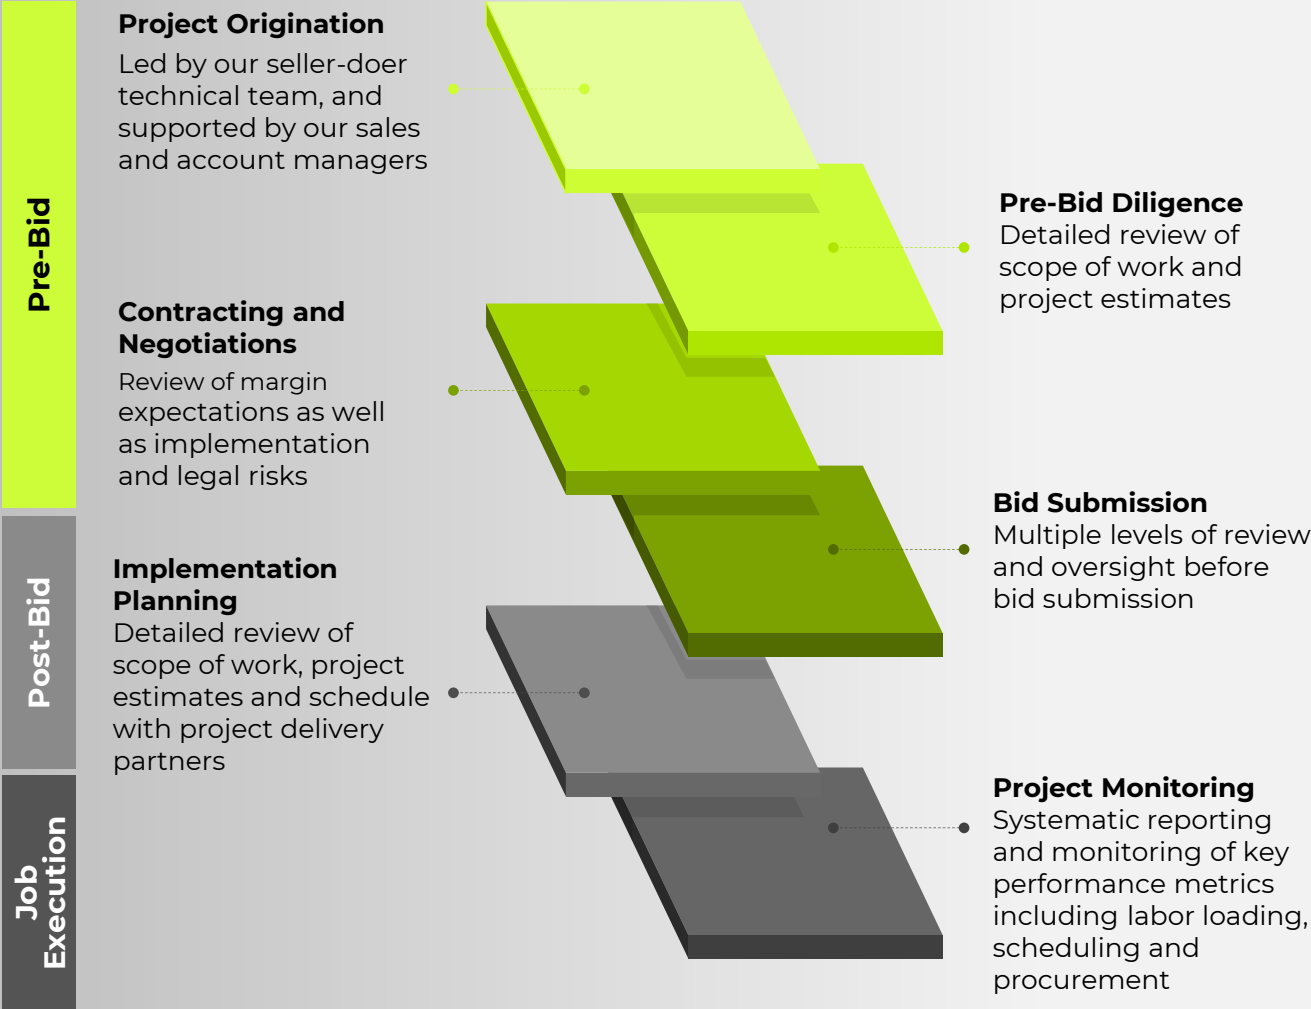 Pre-Bid
Project Origination
Led by our seller-doer
technical team, and
supported by our sales
and account managers
Pre-Bid Diligence
Detailed review of
scope of work and
project estimates
Contracting and
Negotiations
Review of margin
expectations as well
as implementation
and legal risks
Post-Bid
Bid Submission
Multiple levels of review
and oversight before
bid submission
Implementation
Planning
Detailed review of
scope of work, project
estimates and schedule
with project delivery
partners
Job
Execution
Project Monitoring
Systematic reporting
and monitoring of key
performance metrics
including labor loading,
scheduling and
procurement